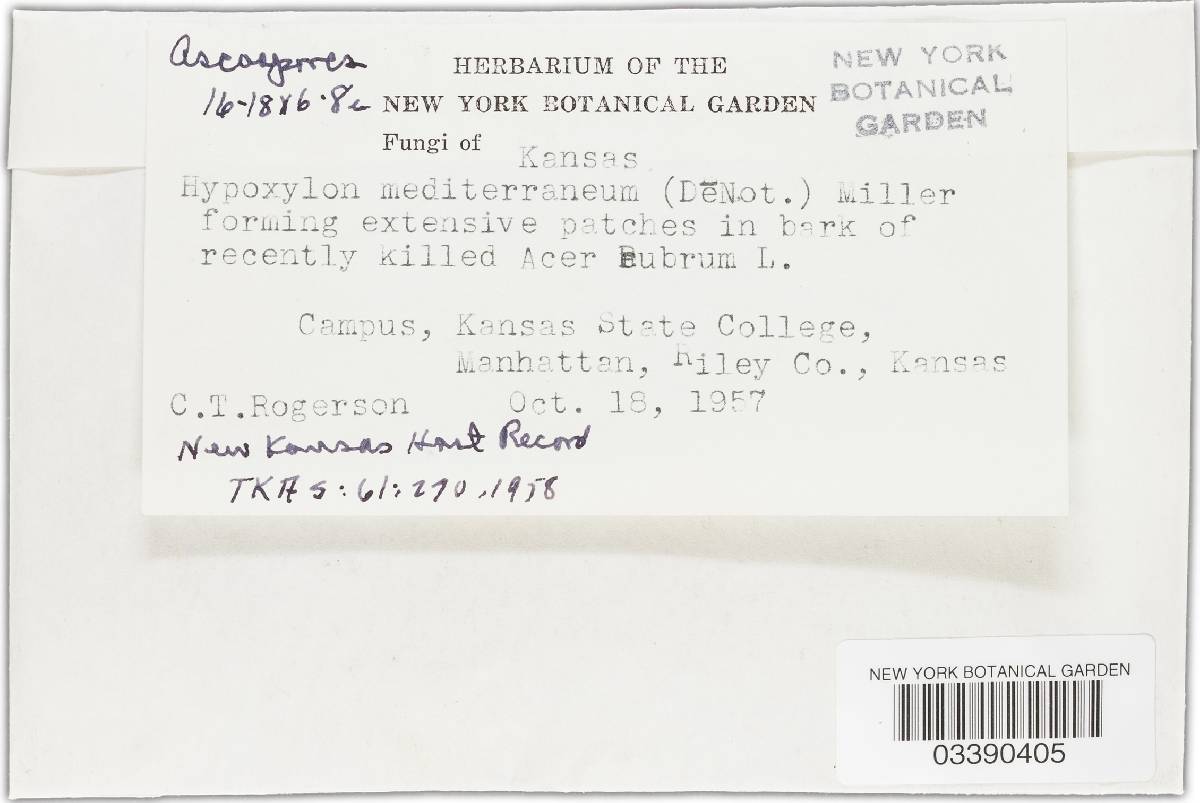 Ascospores
16-18x6-8µ
HERBARIUM OF THE
NEW YORK BOTANICAL GARDEN
Fungi of Kansas
NEW YORK
BOTANICAL
GARDEN
Hypoxylon mediterraneum (DeNot.) Miller
forming extensive patches in bark of
recently killed Acer Rubrum L.
Campus, Kansas State College,
Manhattan, Riley Co., Kansas
C.T.Rogerson Oct. 18, 1957
New Kansas Host Record
TKAS: 61: 270, 1958
NEW YORK BOTANICAL GARDEN
03390405